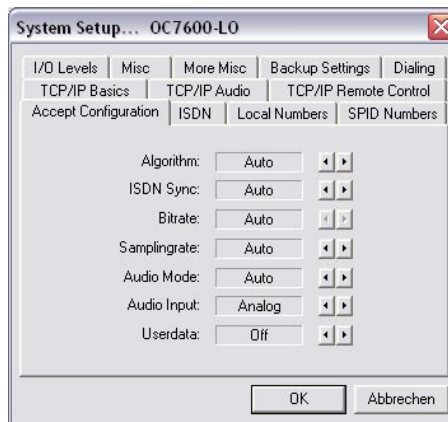 System Setup... OC7600-LO
I/O Levels Misc More Misc Backup Settings Dialing
TCP/IP Basics TCP/IP Audio TCP/IP Remote Control
Accept Configuration ISDN Local Numbers SPID Numbers
Algorithm: Auto
ISDN Sync: Auto
Bitrate: Auto
Samplingrate: Auto
Audio Mode: Auto
Audio Input: Analog
Userdata: Off
OK Abbrechen